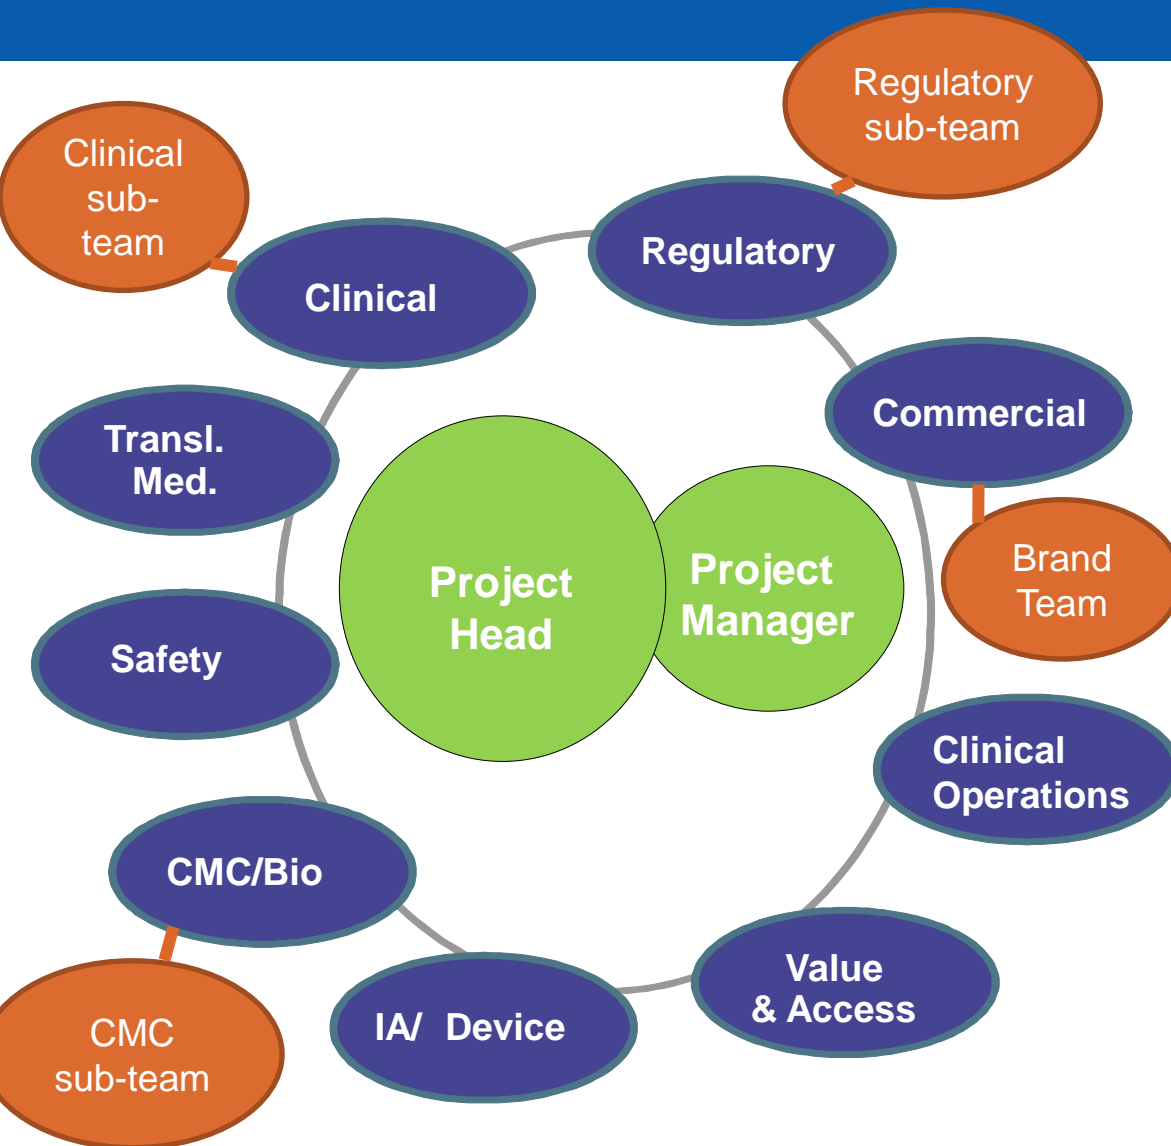 Regulatory
sub-team
Clinical
sub-
team
Regulatory
Clinical
Commercial
Transl.
Med.
Project
Head
Project
Manager
Brand
Team
Safety
Clinical
Operations
CMC/Bio
Value
& Access
IA/ Device
CMC
sub-team